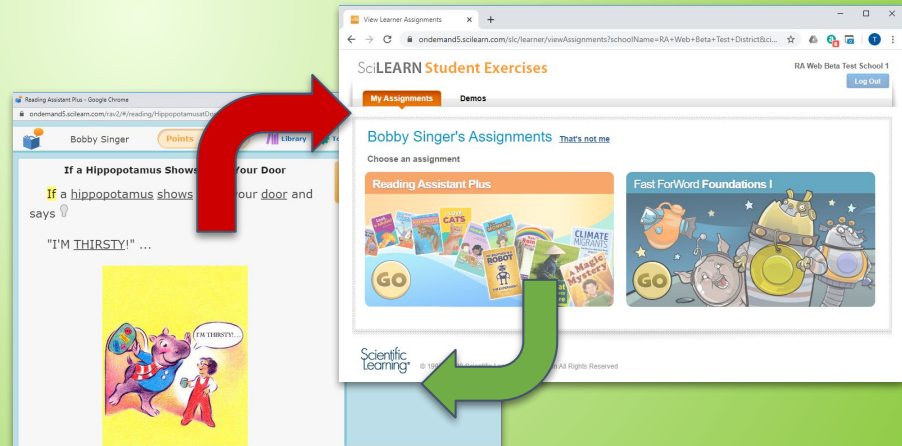 Reading Assistant Plus - Google Chrome
ondemand5.scilearn.com/rav2/#/reading/HippopotamusatDo
Bobby Singer Points Library
If a Hippopotamus Shows Your Door
If a hippopotamus shows your door and
says
"I'M THIRSTY!" ...
I'M THIRSTY!...
View Learner Assignments
ondemand5.scilearn.com/slc/learner/viewAssignments?schoolName=RA+Web+Beta+Test+District&ci...
T
SciLEARN Student Exercises
RA Web Beta Test School 1
Log Out
My Assignments Demos
Bobby Singer's Assignments That's not me
Choose an assignment
Reading Assistant Plus
CATS
ROBOT
CLIMATE
MIGRANTS
A Magic
Mystery
GO
Fast ForWord Foundations I
GO
Scientific
Learning
© All Rights Reserved